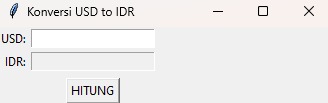 Konversi USD to IDR
USD:
IDR:
HITUNG